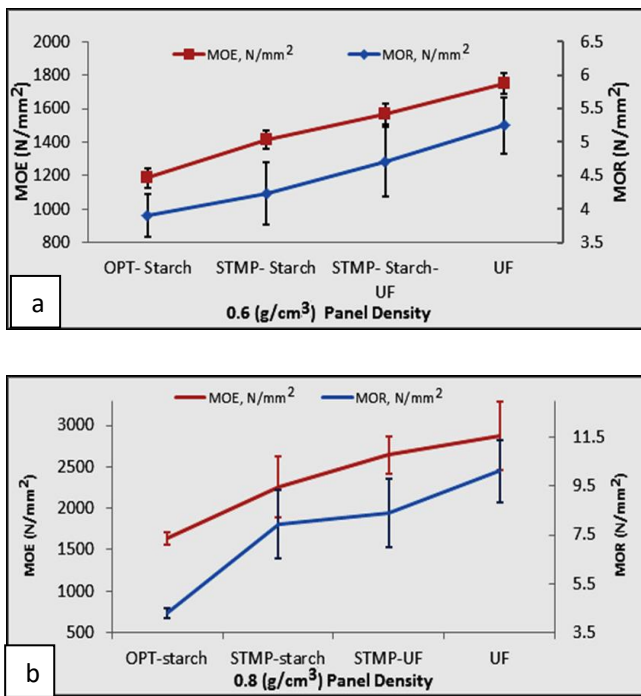 MOE, N/mm2 MOR, N/mm2
MOE (N/mm2)
2000
1800
1600
1400
1200
1000
800
MOR (N/mm2)
6.5
6
5.5
5
4.5
4
3.5
OPT- Starch STMP- Starch STMP- Starch- UF
UF
0.6 (g/cm3) Panel Density
a
MOE, N/mm2 MOR, N/mm2
MOE (N/mm2)
3000
2500
2000
1500
1000
500
MOR (N/mm2)
11.5
9.5
7.5
5.5
3.5
OPT-starch STMP-starch STMP-UF UF
0.8 (g/cm3) Panel Density
b